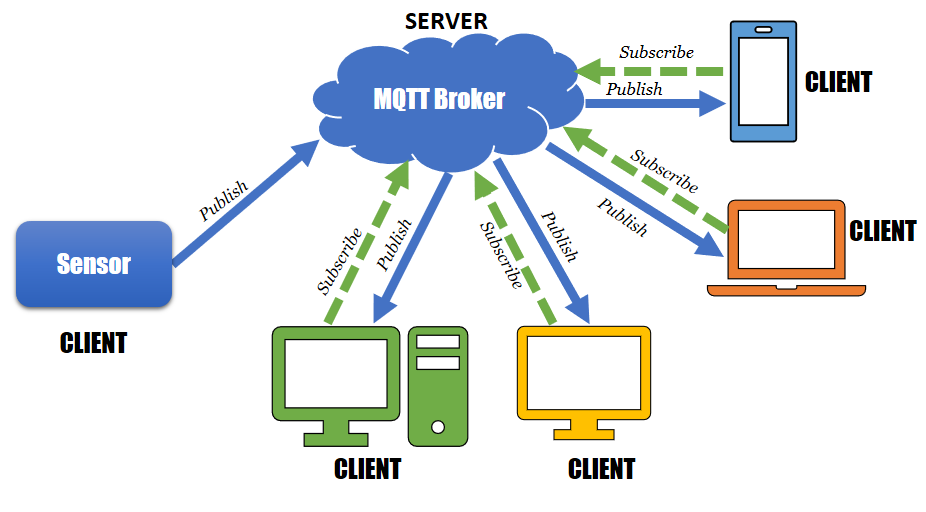 SERVER
MQTT Broker
Subscribe
Publish
CLIENT
Publish
Sensor
CLIENT
Subscribe
Publish
Subscribe
Publish
Subscribe
Publish
CLIENT
CLIENT
CLIENT